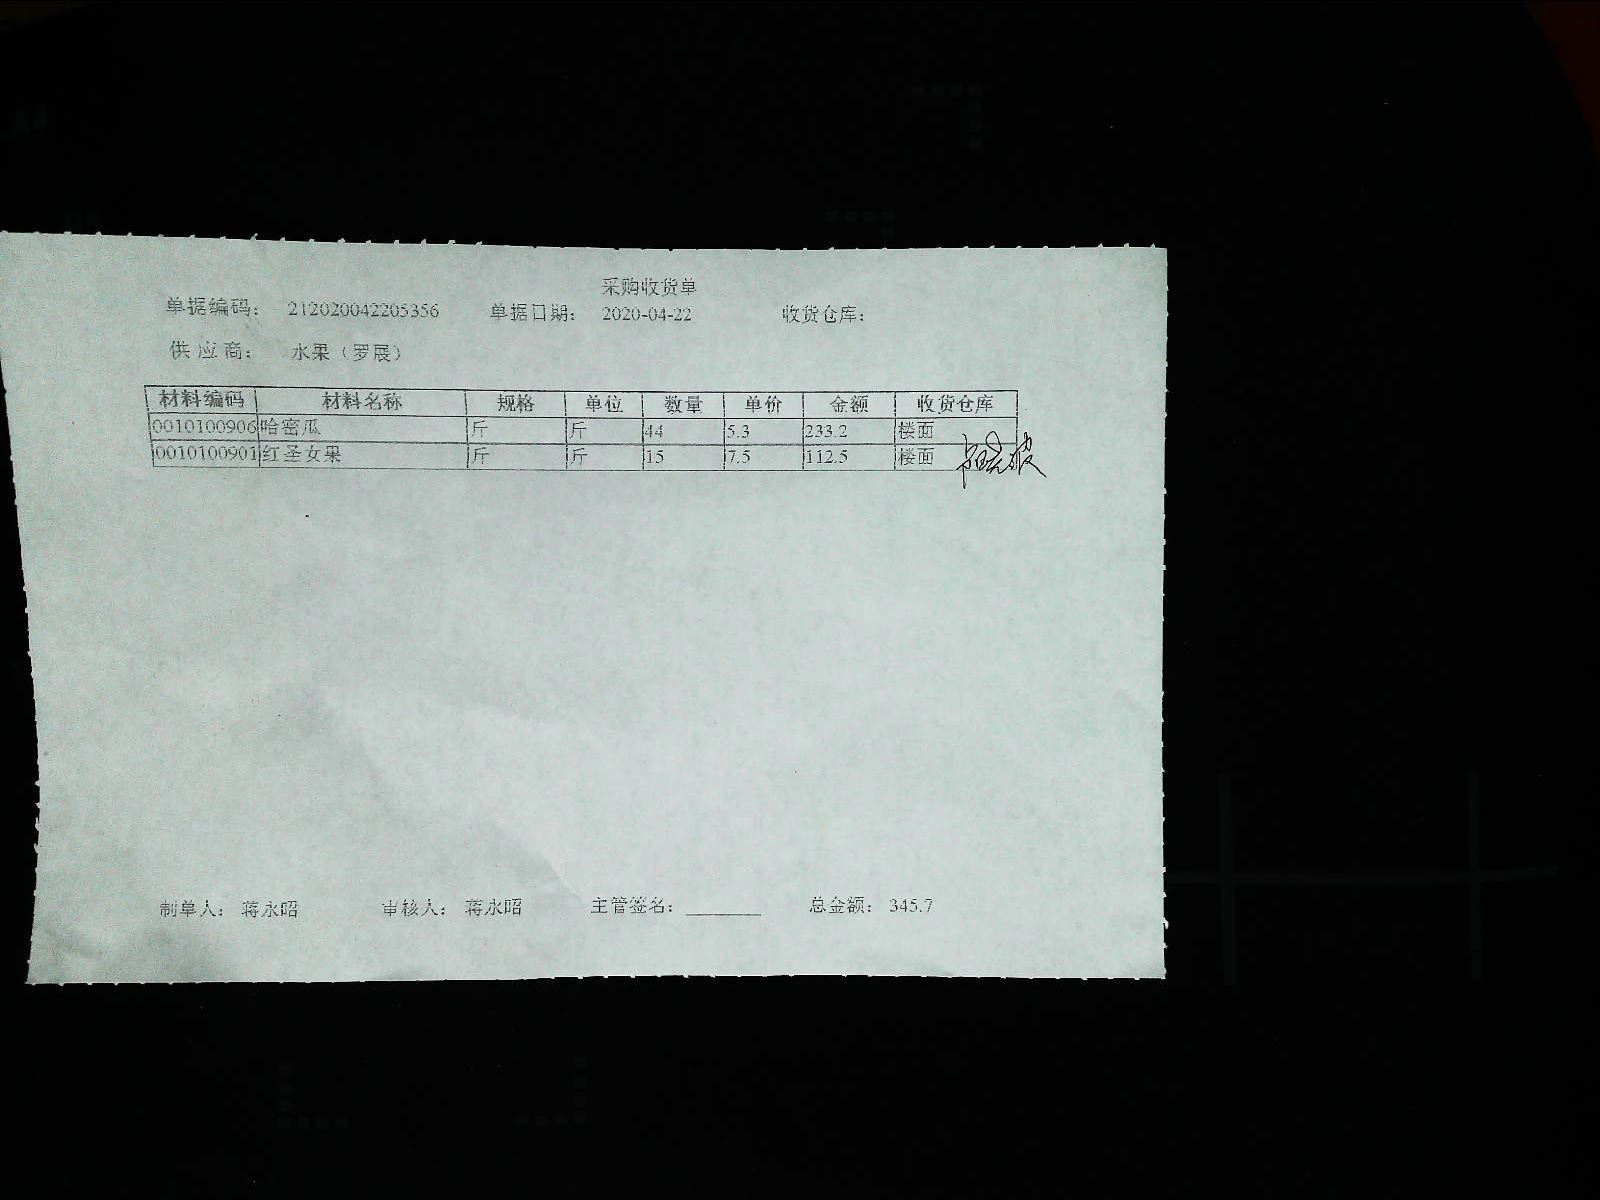 采购收货单
单据编码： 212020042205356 单据日期： 2020-04-22 收货仓库：
供应商： 水果（罗展）
材料编码 材料名称 规格 单位 数量 单价 金额 收货仓库
0010100906 哈密瓜 斤 斤 44 5.3 233.2 楼面
0010100901 红圣女果 斤 斤 15 7.5 112.5 楼面
制单人： 蒋永昭 审核人： 蒋永昭 主管签名： 总金额： 345.7